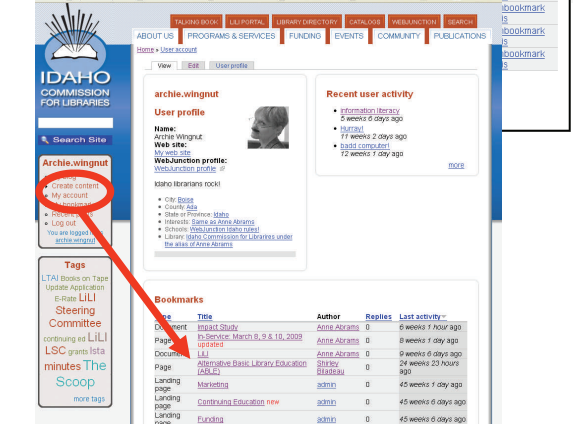 TALKING BOOK LILI PORTAL LIBRARY DIRECTORY CATALOGS WEBJUNCTION SEARCH
ABOUT US PROGRAMS & SERVICES FUNDING EVENTS COMMUNITY PUBLICATIONS
Home » User account
View Edit User profile
IDAHO
COMMISSION
FOR LIBRARIES
Search Site
Archie.wingnut
Create content
My account
Log out
You are logged
archie.wingnut
Tags
LTAI Books on Tape
Update Application
E-Rate LiLI
Steering
Committee
continuing ed LiLI
LSC grants lsta
minutes The
Scoop
more tags
archie.wingnut
User profile
Name:
Archie Wingnut
Web site:
My web site
WebJunction profile:
WebJunction profile
Idaho librarians rock!
City: Boise
County: Ada
State or Province: Idaho
Interests: Same as Anne Abrams
Schools: WebJunction Idaho rules!
Library: Idaho Commission for Librarires under
the alias of Anne Abrams
Recent user activity
information literacy
5 weeks 6 days ago
Hurray!
11 weeks 2 days ago
badd computer!
12 weeks 1 day ago
more
bookmark
is
bookmark
is
bookmark
is
Bookmarks
Type Title Author Replies Last activity
Document Impact Study Anne Abrams 0 6 weeks 1 hour ago
Page In-Service: March 8, 9 & 10, 2009 updated Anne Abrams 0 8 weeks 1 day ago
Document LiLI Anne Abrams 0 9 weeks 6 days ago
Page Alternative Basic Library Education (ABLE) Shirley Biladeau 0 24 weeks 23 hours ago
Landing page Marketing admin 0 45 weeks 1 day ago
Landing page Continuing Education new admin 0 45 weeks 6 days ago
Landing page Funding admin 0 45 weeks 6 days ago